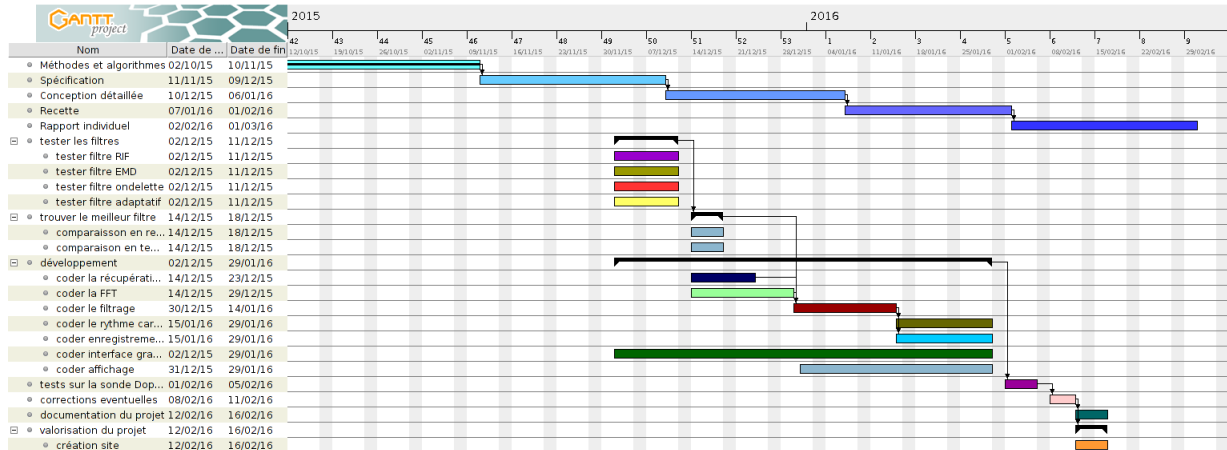 GANTT project
2015 2016
Nom Date de ... Date de fin
42 43 44 45 46 47 48 49 50 51 52 53 1 2 3 4 5 6 7 8 9
12/10/15 19/10/15 26/10/15 02/11/15 09/11/15 16/11/15 22/11/15 30/11/15 07/12/15 14/12/15 21/12/15 28/12/15 04/01/16 11/01/16 18/01/16 25/01/16 01/02/16 08/02/16 15/02/16 22/02/16 29/02/16
Méthodes et algorithmes 02/10/15 10/11/15
Spécification 11/11/15 09/12/15
Conception détaillée 10/12/15 06/01/16
Recette 07/01/16 01/02/16
Rapport individuel 02/02/16 01/03/16
tester les filtres 02/12/15 11/12/15
tester filtre RIF 02/12/15 11/12/15
tester filtre EMD 02/12/15 11/12/15
tester filtre ondelette 02/12/15 11/12/15
tester filtre adaptatif 02/12/15 11/12/15
trouver le meilleur filtre 14/12/15 18/12/15
comparaisson en re... 14/12/15 18/12/15
comparaison en te... 14/12/15 18/12/15
développement 02/12/15 29/01/16
coder la récupérati... 14/12/15 23/12/15
coder la FFT 14/12/15 29/12/15
coder le filtrage 30/12/15 14/01/16
coder le rythme car... 15/01/16 29/01/16
coder enregistreme... 15/01/16 29/01/16
coder interface gra... 02/12/15 29/01/16
coder affichage 31/12/15 29/01/16
tests sur la sonde Dop... 01/02/16 05/02/16
corrections eventuelles 08/02/16 11/02/16
documentation du projet 12/02/16 16/02/16
valorisation du projet 12/02/16 16/02/16
création site 12/02/16 16/02/16